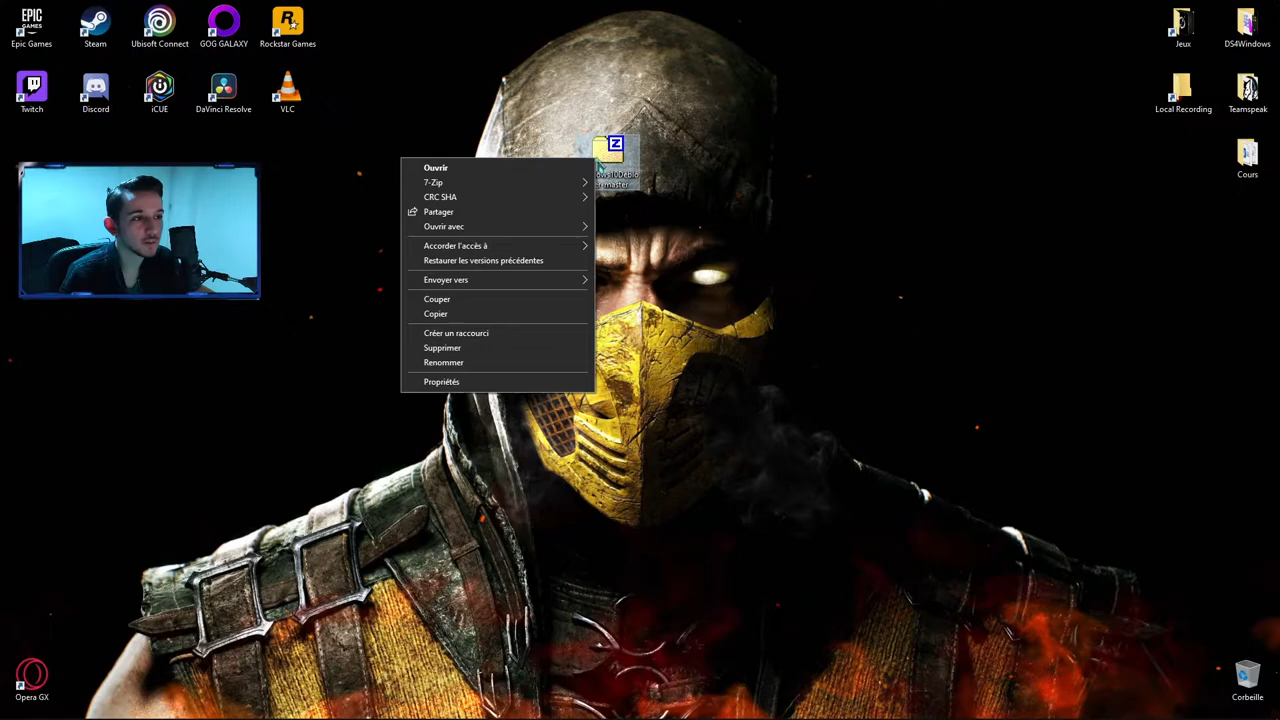 Epic Games
Steam
Ubisoft Connect
GOG GALAXY
Rockstar Games
Jeux
DS4Windows
Twitch
Discord
iCUE
DaVinci Resolve
VLC
Local Recording
Teamspeak
Cours
Z
master
Ouvrir
7-Zip
CRC SHA
Partager
Ouvrir avec
Accorder l'accès à
Restaurer les versions précédentes
Envoyer vers
Couper
Copier
Créer un raccourci
Supprimer
Renommer
Propriétés
Opera GX
Corbeille